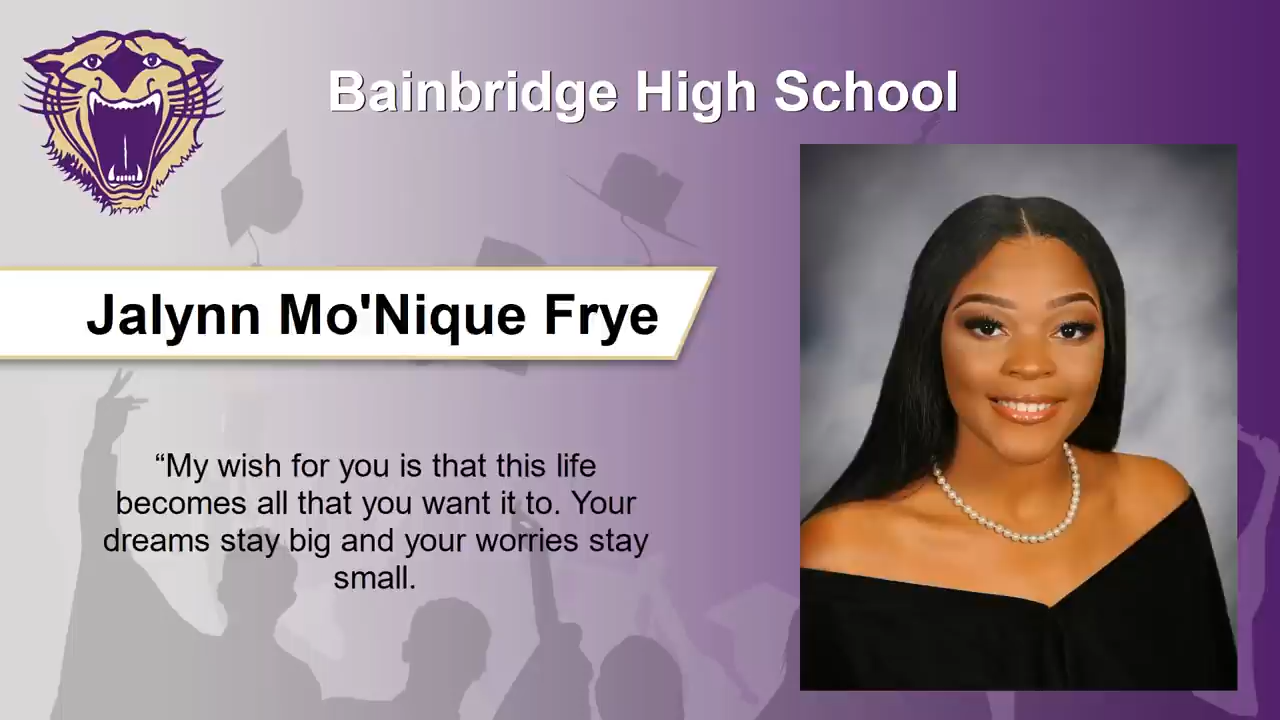 Bainbridge High School
Jalynn Mo'Nique Frye
“My wish for you is that this life
becomes all that you want it to. Your
dreams stay big and your worries stay
small.